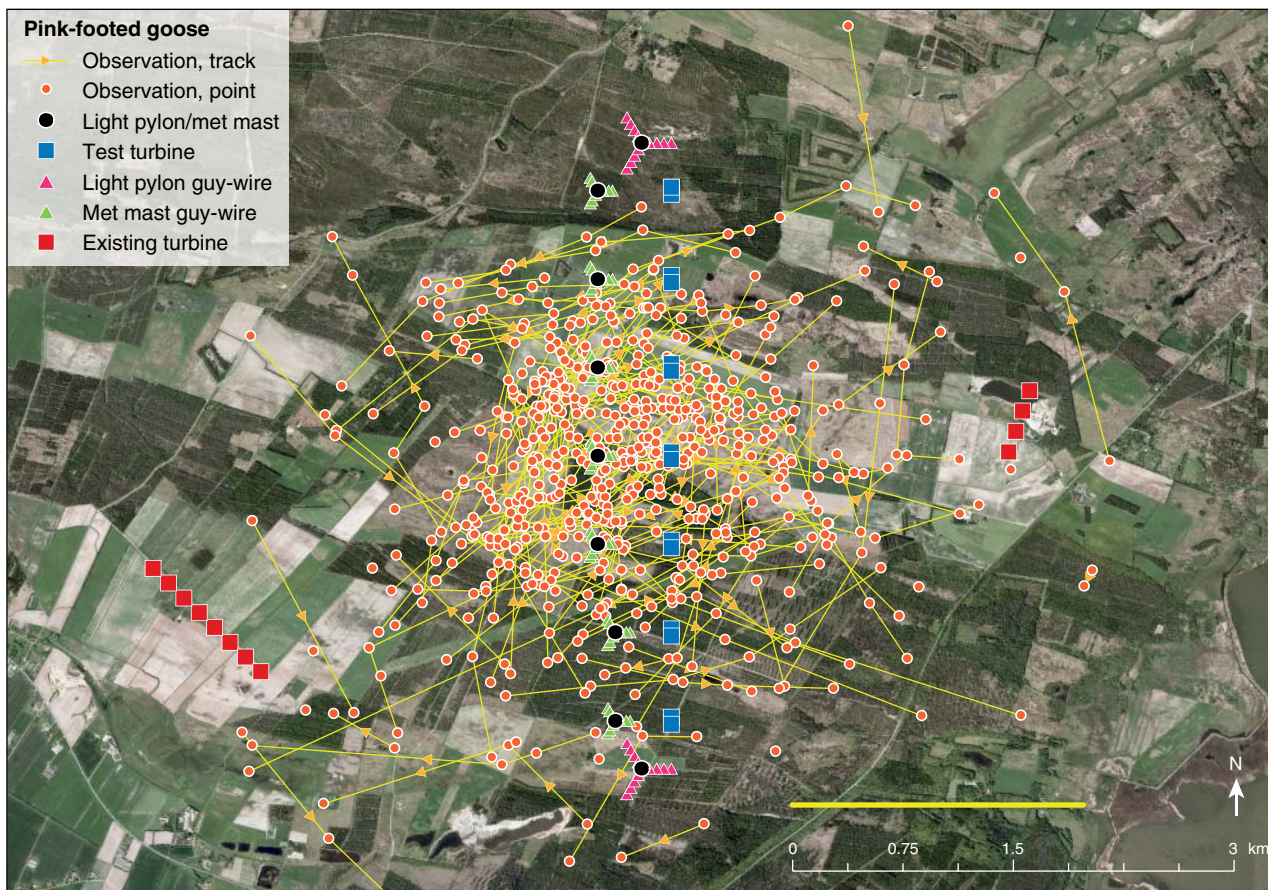 Pink-footed goose
Observation, track
Observation, point
Light pylon/met mast
Test turbine
Light pylon guy-wire
Met mast guy-wire
Existing turbine
N
0 0.75 1.5 3 km